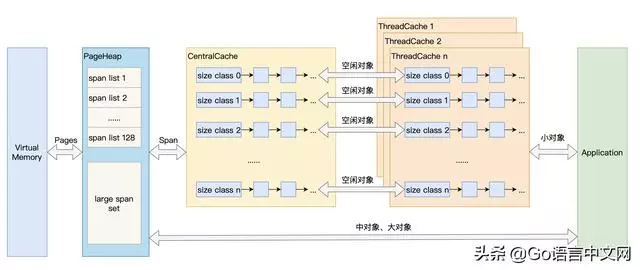 Virtual
Memory
Pages
PageHeap
span list 1
span list 2
......
span list 128
large span
set
Span
CentralCache
size class 0
...
size class 1
...
size class 2
...
......
size class n
...
空闲对象
空闲对象
空闲对象
空闲对象
ThreadCache 1
ThreadCache 2
ThreadCache n
size class 0
...
size class 1
...
size class 2
...
......
size class n
...
小对象
Application
中对象、大对象
头条 @Go语言中文网